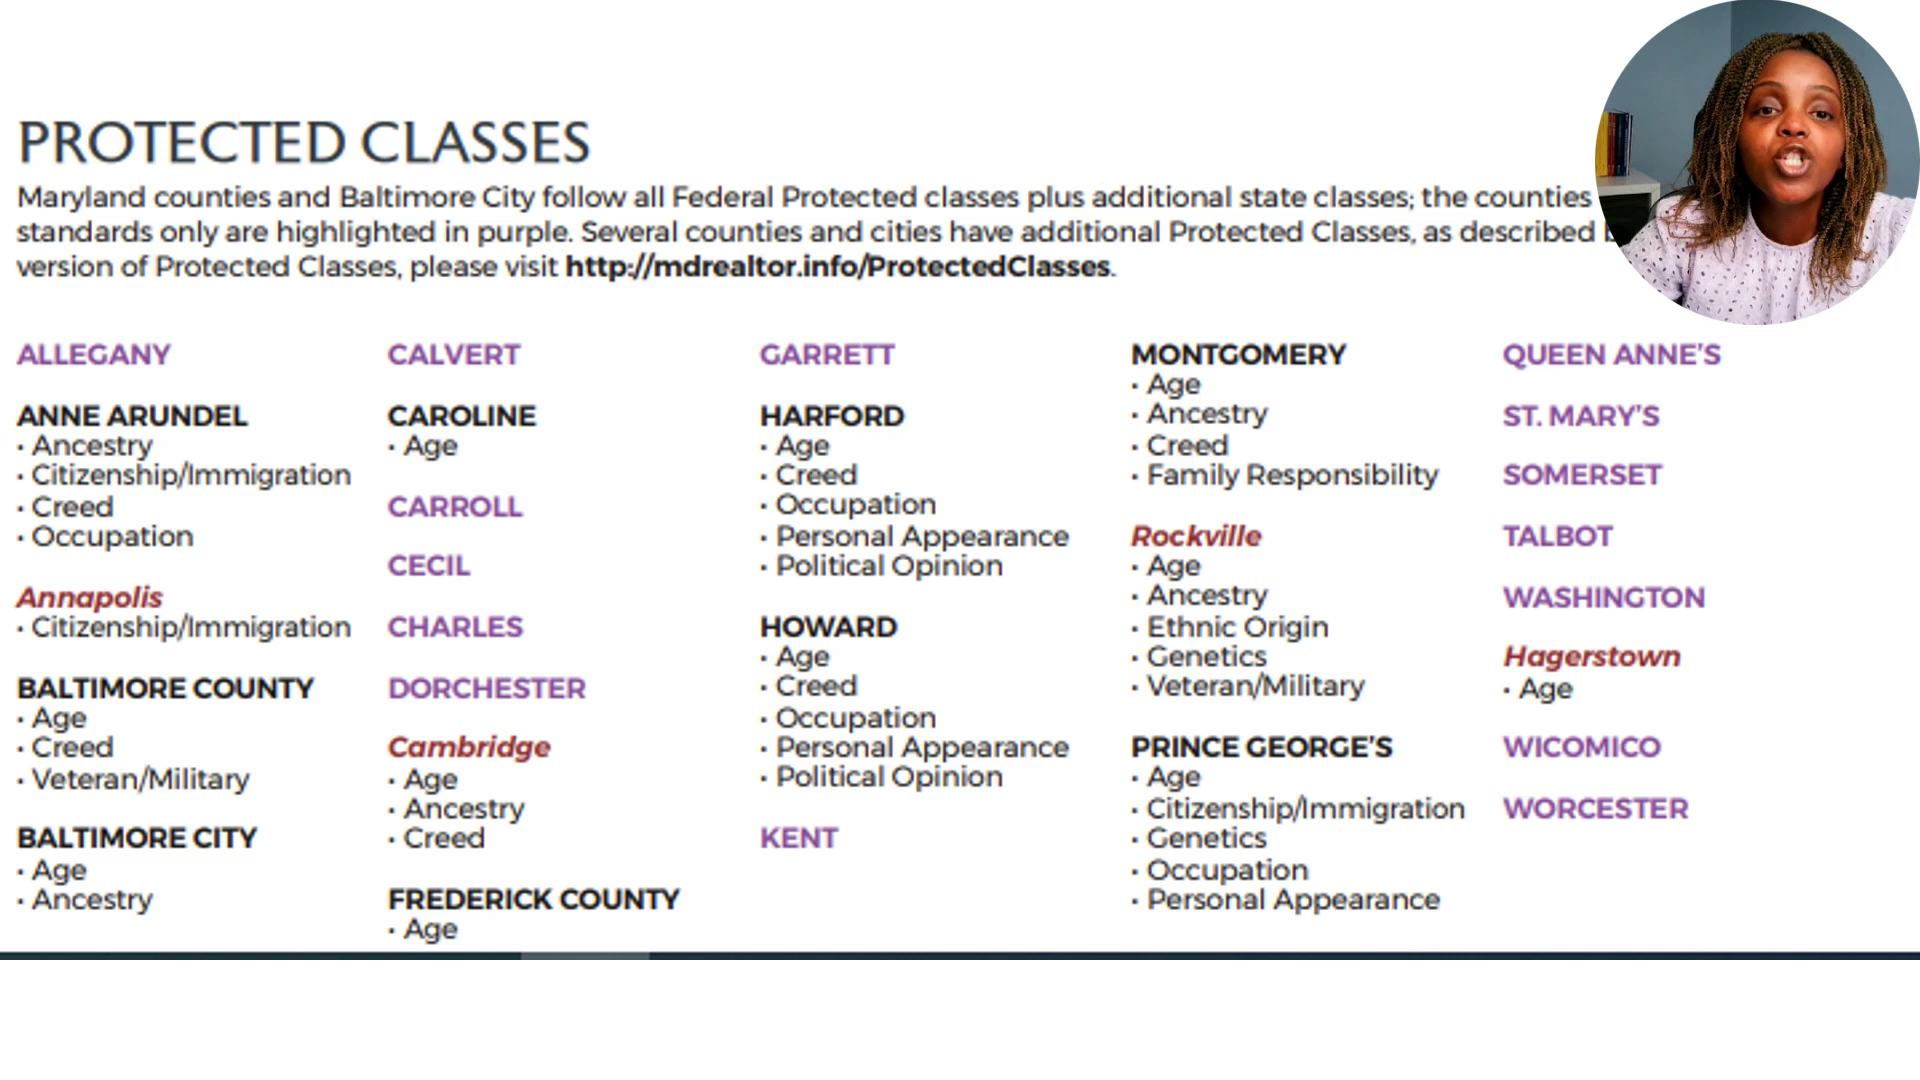 PROTECTED CLASSES
Maryland counties and Baltimore City follow all Federal Protected classes plus additional state classes; the counties
standards only are highlighted in purple. Several counties and cities have additional Protected Classes, as described
version of Protected Classes, please visit http://mdrealtor.info/ProtectedClasses.
ALLEGANY
ANNE ARUNDEL
· Ancestry
· Citizenship/Immigration
· Creed
· Occupation
Annapolis
· Citizenship/Immigration
BALTIMORE COUNTY
· Age
· Creed
· Veteran/Military
BALTIMORE CITY
· Age
· Ancestry
CALVERT
CAROLINE
· Age
CARROLL
CECIL
CHARLES
DORCHESTER
Cambridge
· Age
· Ancestry
· Creed
FREDERICK COUNTY
· Age
GARRETT
HARFORD
· Age
· Creed
· Occupation
· Personal Appearance
· Political Opinion
HOWARD
· Age
· Creed
· Occupation
· Personal Appearance
· Political Opinion
KENT
MONTGOMERY
· Age
· Ancestry
· Creed
· Family Responsibility
Rockville
· Age
· Ancestry
· Ethnic Origin
· Genetics
· Veteran/Military
PRINCE GEORGE'S
· Age
· Citizenship/Immigration
· Genetics
· Occupation
· Personal Appearance
QUEEN ANNE'S
ST. MARY'S
SOMERSET
TALBOT
WASHINGTON
Hagerstown
· Age
WICOMICO
WORCESTER